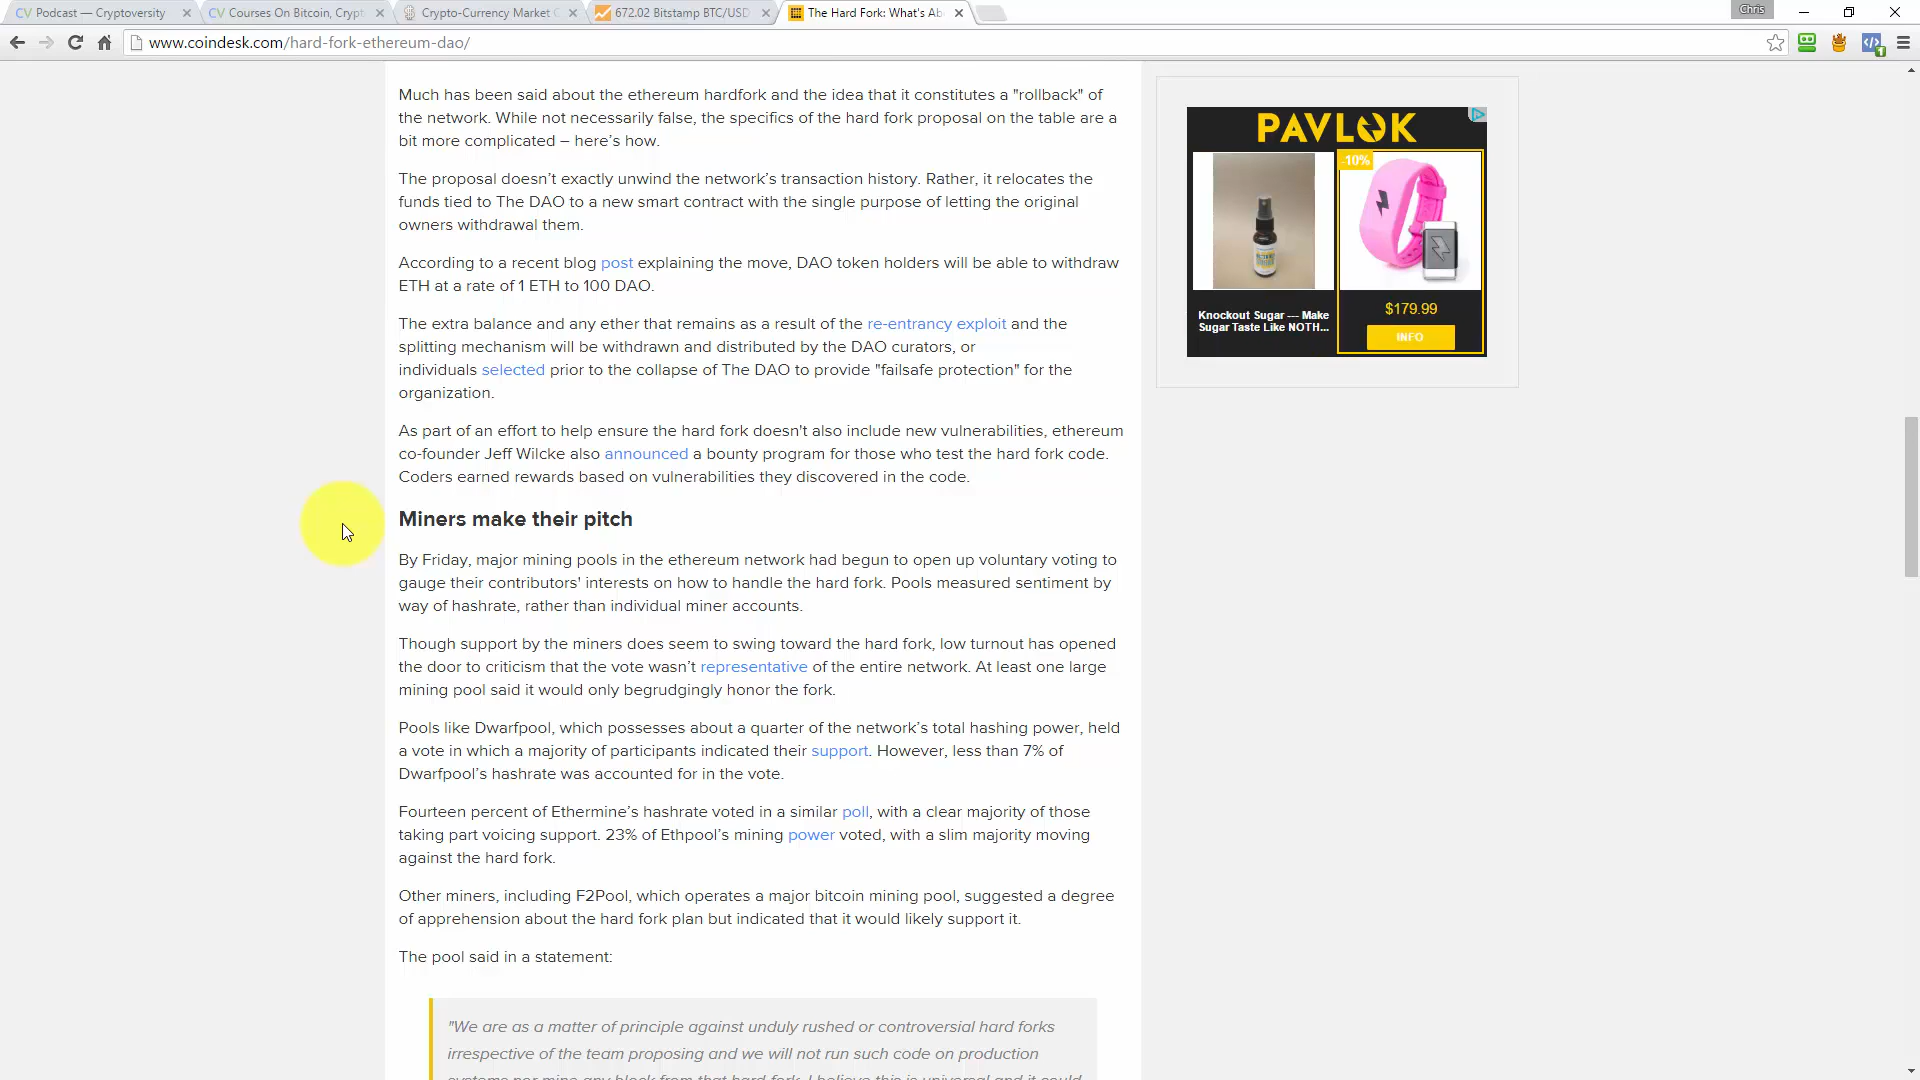 CV Podcast — Cryptoversity
CV Courses On Bitcoin, Crypt
Crypto-Currency Market C
672.02 Bitstamp BTC/USD
The Hard Fork: What's Ab
Chris
www.coindesk.com/hard-fork-ethereum-dao/
Much has been said about the ethereum hardfork and the idea that it constitutes a "rollback" of
the network. While not necessarily false, the specifics of the hard fork proposal on the table are a
bit more complicated – here's how.
The proposal doesn't exactly unwind the network's transaction history. Rather, it relocates the
funds tied to The DAO to a new smart contract with the single purpose of letting the original
owners withdrawal them.
According to a recent blog post explaining the move, DAO token holders will be able to withdraw
ETH at a rate of 1 ETH to 100 DAO.
The extra balance and any ether that remains as a result of the re-entrancy exploit and the
splitting mechanism will be withdrawn and distributed by the DAO curators, or
individuals selected prior to the collapse of The DAO to provide "failsafe protection" for the
organization.
As part of an effort to help ensure the hard fork doesn't also include new vulnerabilities, ethereum
co-founder Jeff Wilcke also announced a bounty program for those who test the hard fork code.
Coders earned rewards based on vulnerabilities they discovered in the code.
Miners make their pitch
By Friday, major mining pools in the ethereum network had begun to open up voluntary voting to
gauge their contributors' interests on how to handle the hard fork. Pools measured sentiment by
way of hashrate, rather than individual miner accounts.
Though support by the miners does seem to swing toward the hard fork, low turnout has opened
the door to criticism that the vote wasn't representative of the entire network. At least one large
mining pool said it would only begrudgingly honor the fork.
Pools like Dwarfpool, which possesses about a quarter of the network's total hashing power, held
a vote in which a majority of participants indicated their support. However, less than 7% of
Dwarfpool's hashrate was accounted for in the vote.
Fourteen percent of Ethermine's hashrate voted in a similar poll, with a clear majority of those
taking part voicing support. 23% of Ethpool's mining power voted, with a slim majority moving
against the hard fork.
Other miners, including F2Pool, which operates a major bitcoin mining pool, suggested a degree
of apprehension about the hard fork plan but indicated that it would likely support it.
The pool said in a statement:
"We are as a matter of principle against unduly rushed or controversial hard forks
irrespective of the team proposing and we will not run such code on production
systems nor mine any block from that hard fork. I believe this is universal and it could
PAVLOK
-10%
Knockout Sugar --- Make
Sugar Taste Like NOTH...
$179.99
INFO